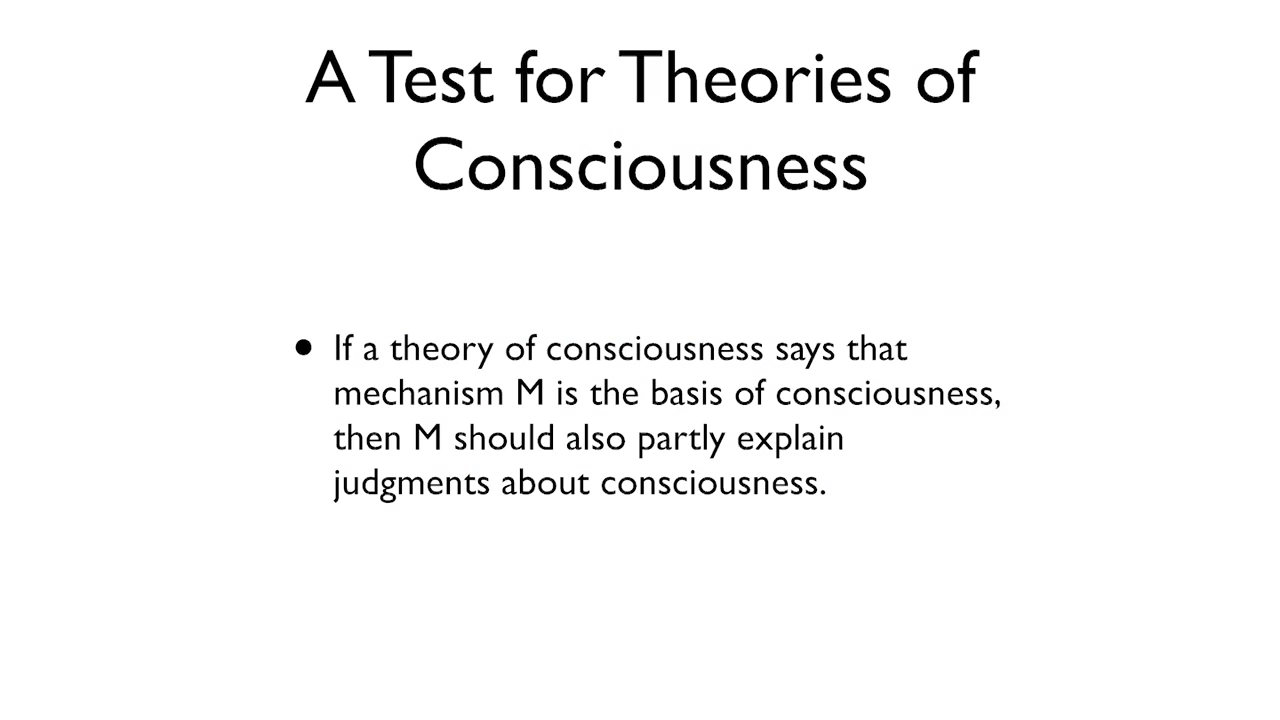 A Test for Theories of
Consciousness
• If a theory of consciousness says that
mechanism M is the basis of consciousness,
then M should also partly explain
judgments about consciousness.